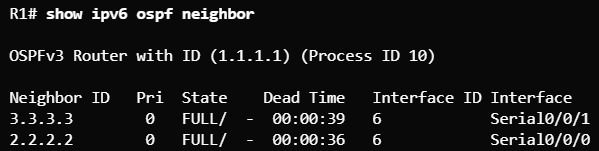 R1# show ipv6 ospf neighbor
OSPFv3 Router with ID (1.1.1.1) (Process ID 10)
Neighbor ID Pri State Dead Time Interface ID Interface
3.3.3.3 0 FULL/ - 00:00:39 6 Serial0/0/1
2.2.2.2 0 FULL/ - 00:00:36 6 Serial0/0/0